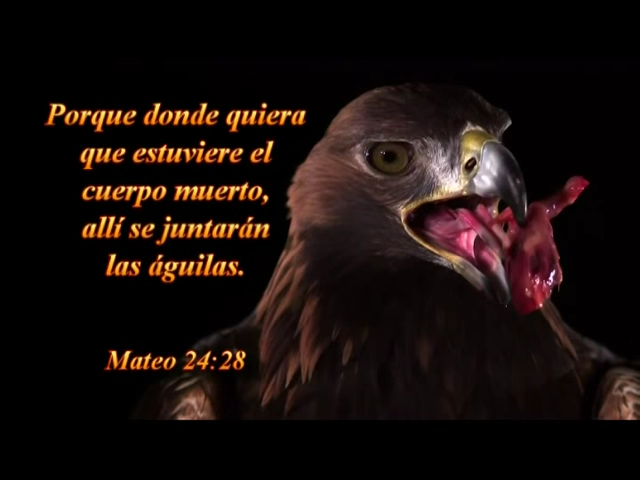 Porque donde quiera
que estuviere el
cuerpo muerto,
allí se juntarán
las águilas.
Mateo 24:28